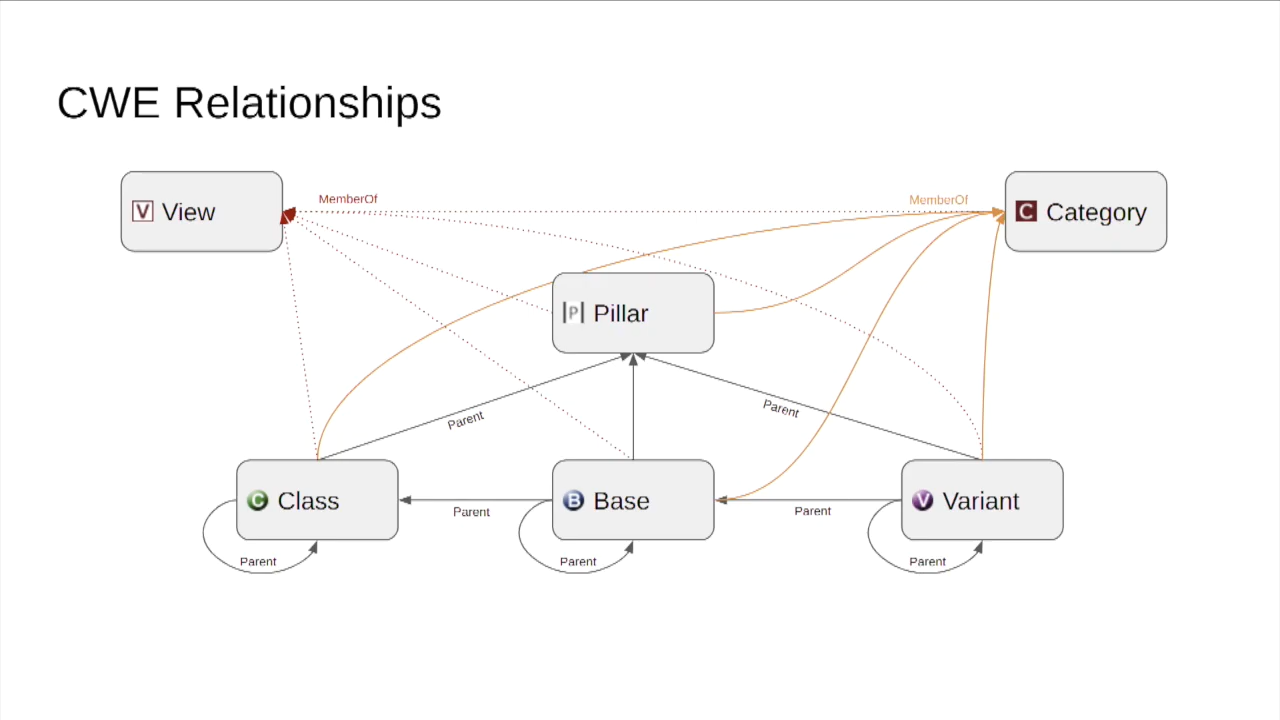 CWE Relationships
MemberOf
MemberOf
V View
C Category
P Pillar
Parent
Parent
C Class
B Base
V Variant
Parent
Parent
Parent
Parent
Parent